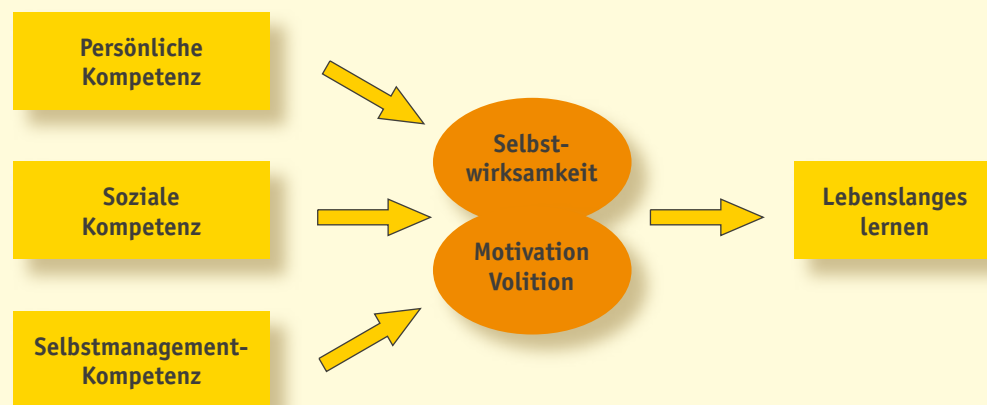 Persönliche
Kompetenz
Soziale
Kompetenz
Selbstmanagement-
Kompetenz
Selbst-
wirksamkeit
Motivation
Volition
Lebenslanges
lernen